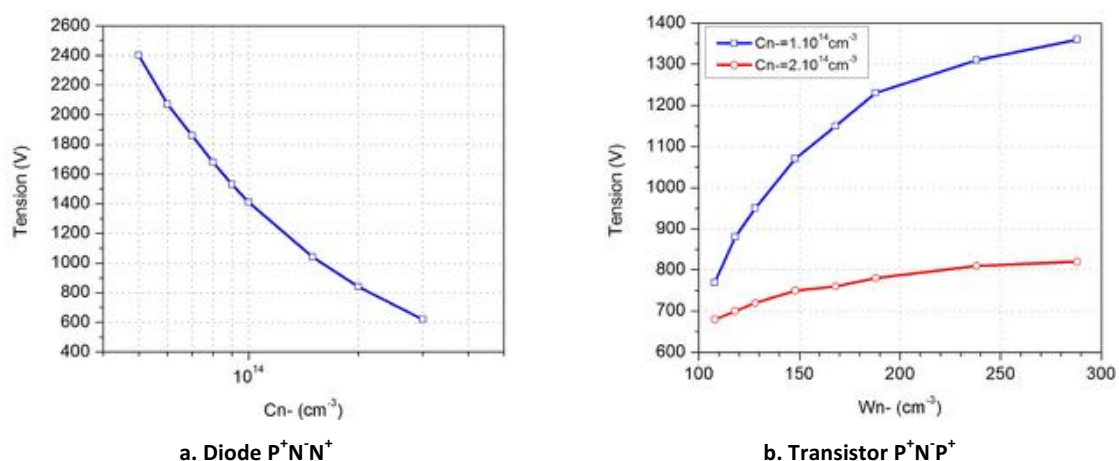 2600
2400
2200
2000
1800
1600
1400
1200
1000
800
600
400
Tension (V)
10¹⁴
Cn- (cm⁻³)
a. Diode P⁺N⁻N⁺
1400
1300
1200
1100
1000
900
800
700
600
Tension (V)
Cn-=1.10¹⁴cm⁻³
Cn-=2.10¹⁴cm⁻³
100 150 200 250 300
Wn- (cm⁻³)
b. Transistor P⁺N⁻P⁺